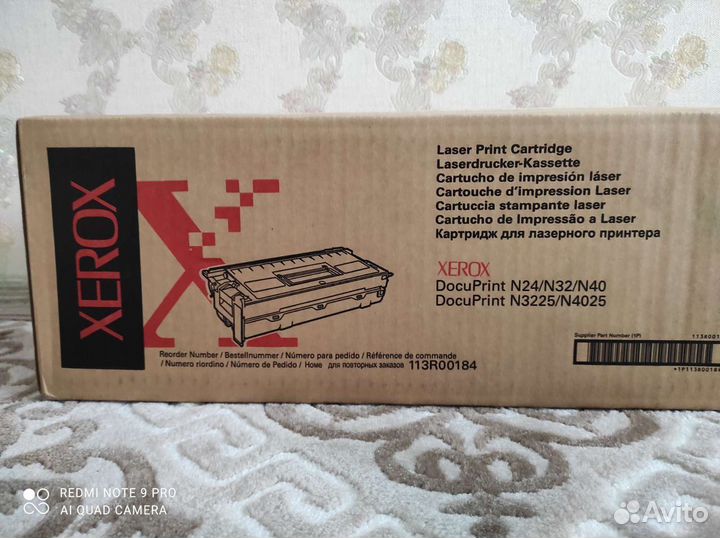 XEROX
Laser Print Cartridge
Laserdrucker-Kassette
Cartucho de impresión láser
Cartouche d'impression Laser
Cartuccia stampante laser
Cartucho de Impressão a Laser
Картридж для лазерного принтера
XEROX
DocuPrint N24/N32/N40
DocuPrint N3225/N4025
Supplier Part Number (1P)
113R001
+1P113R00184
Reorder Number / Bestellnummer / Número para pedido / Référence de commande
/ Numero riordino / Número de Pedido / Номе для повторных заказов 113R00184
REDMI NOTE 9 PRO
AI QUAD CAMERA
Avito